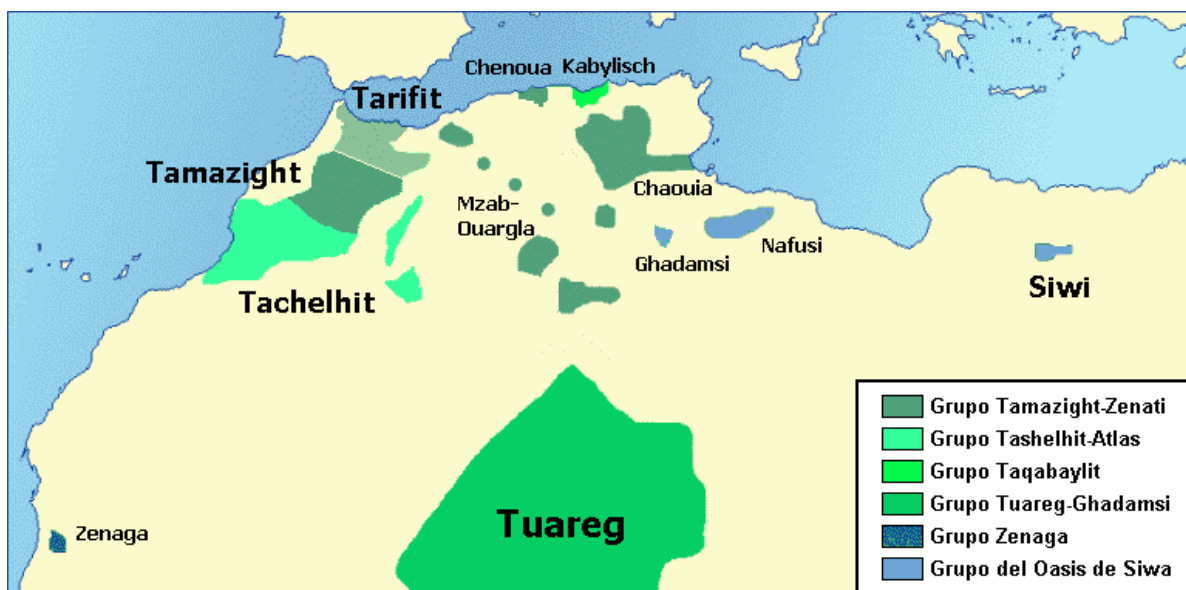 Chenoua Kabylisch
Tarifit
Tamazight
Chaouia
Mzab-
Ouargla
Ghadamsi
Nafusi
Siwi
Tachelhit
Tuareg
Zenaga
Grupo Tamazight-Zenati
Grupo Tashelhit-Atlas
Grupo Taqabaylit
Grupo Tuareg-Ghadamsi
Grupo Zenaga
Grupo del Oasis de Siwa